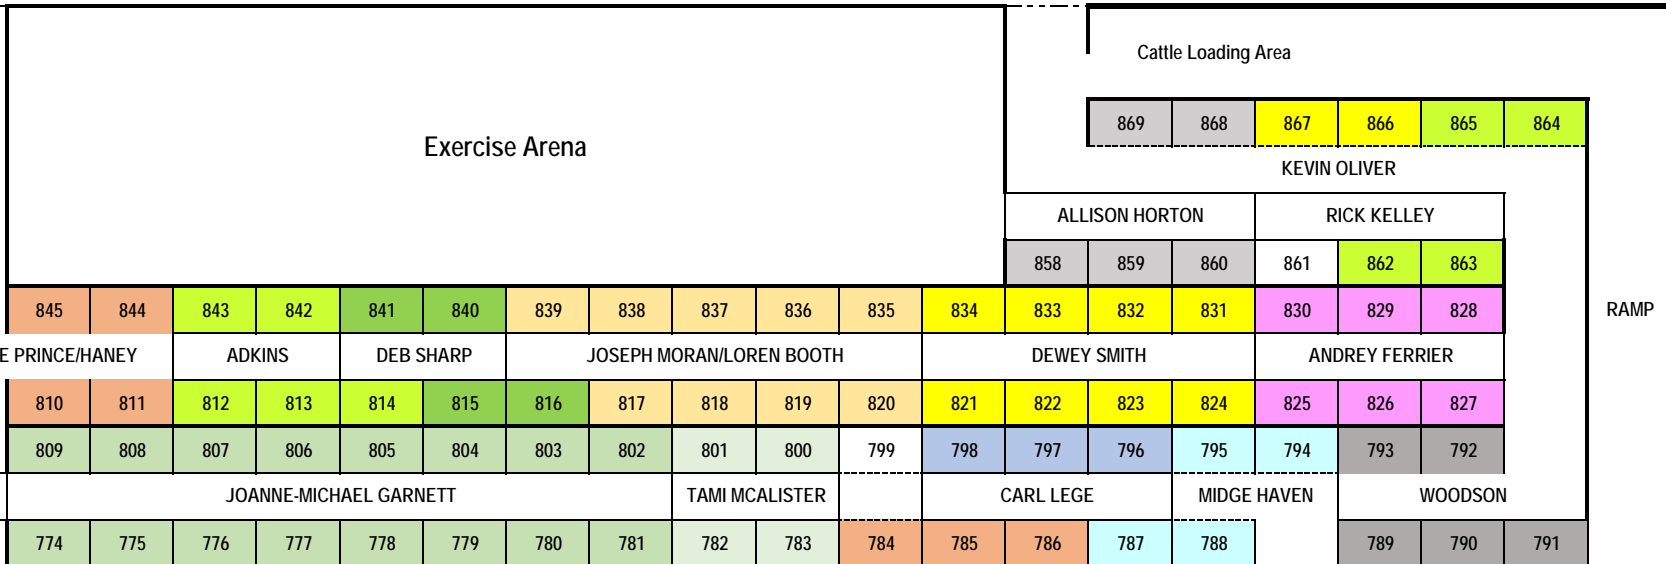 Cattle Loading Area
869 868 867 866 865 864
Exercise Arena
KEVIN OLIVER
ALLISON HORTON RICK KELLEY
858 859 860 861 862 863
845 844 843 842 841 840 839 838 837 836 835 834 833 832 831 830 829 828
RAMP
E PRINCE/HANEY ADKINS DEB SHARP JOSEPH MORAN/LOREN BOOTH DEWEY SMITH ANDREY FERRIER
810 811 812 813 814 815 816 817 818 819 820 821 822 823 824 825 826 827
809 808 807 806 805 804 803 802 801 800 799 798 797 796 795 794 793 792
JOANNE-MICHAEL GARNETT TAMI MCALISTER CARL LEGE MIDGE HAVEN WOODSON
774 775 776 777 778 779 780 781 782 783 784 785 786 787 788 789 790 791